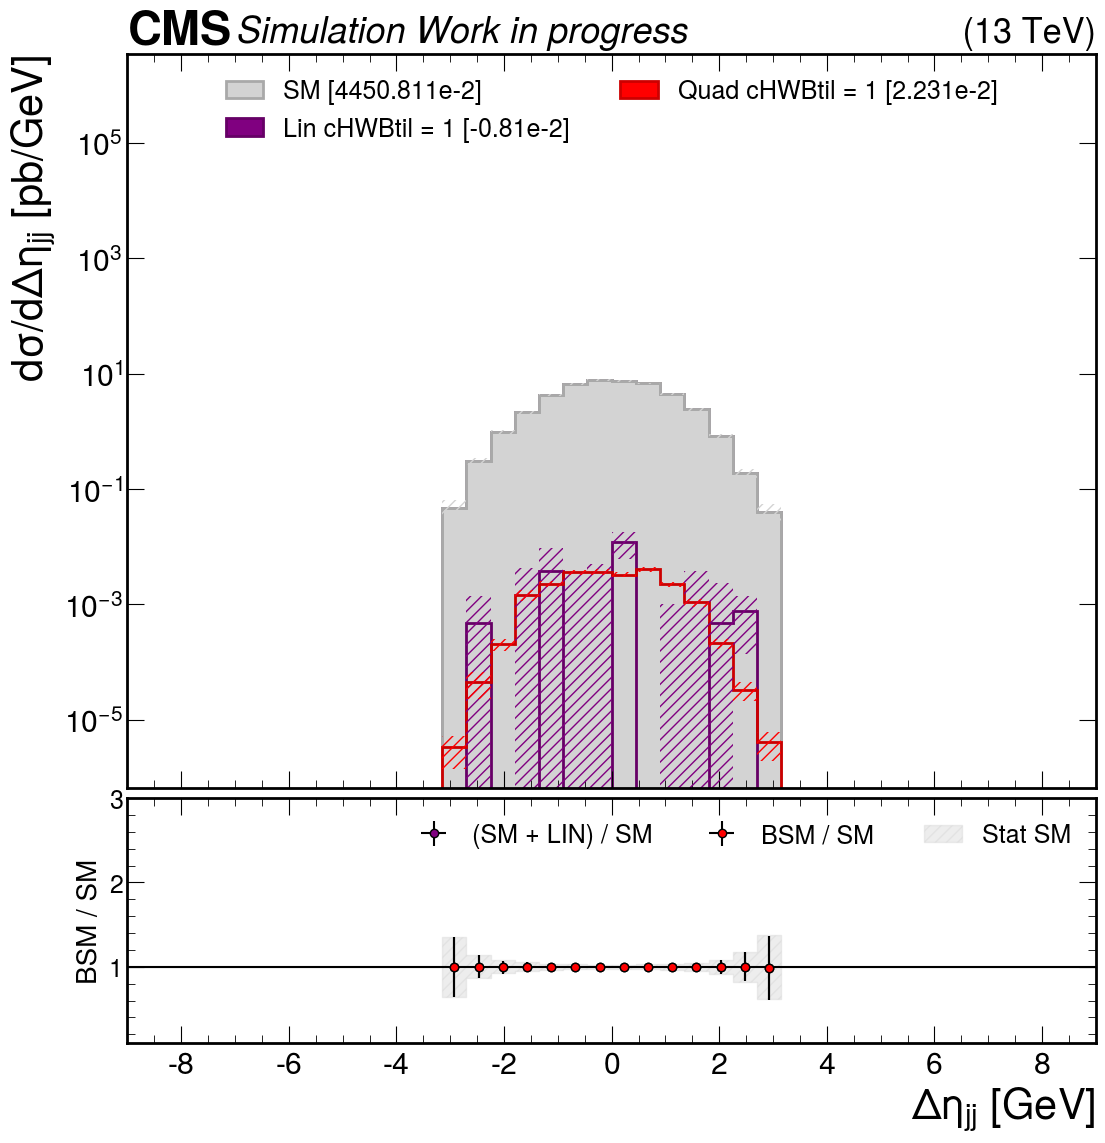 CMS Simulation Work in progress (13 TeV)
dσ/dΔη_jj [pb/GeV]
SM [4450.811e-2]
Quad cHWBtil = 1 [2.231e-2]
Lin cHWBtil = 1 [-0.81e-2]
10^5
10^3
10^1
10^−1
10^−3
10^−5
BSM / SM
3
2
1
(SM + LIN) / SM
BSM / SM
Stat SM
-8 -6 -4 -2 0 2 4 6 8
Δη_jj [GeV]